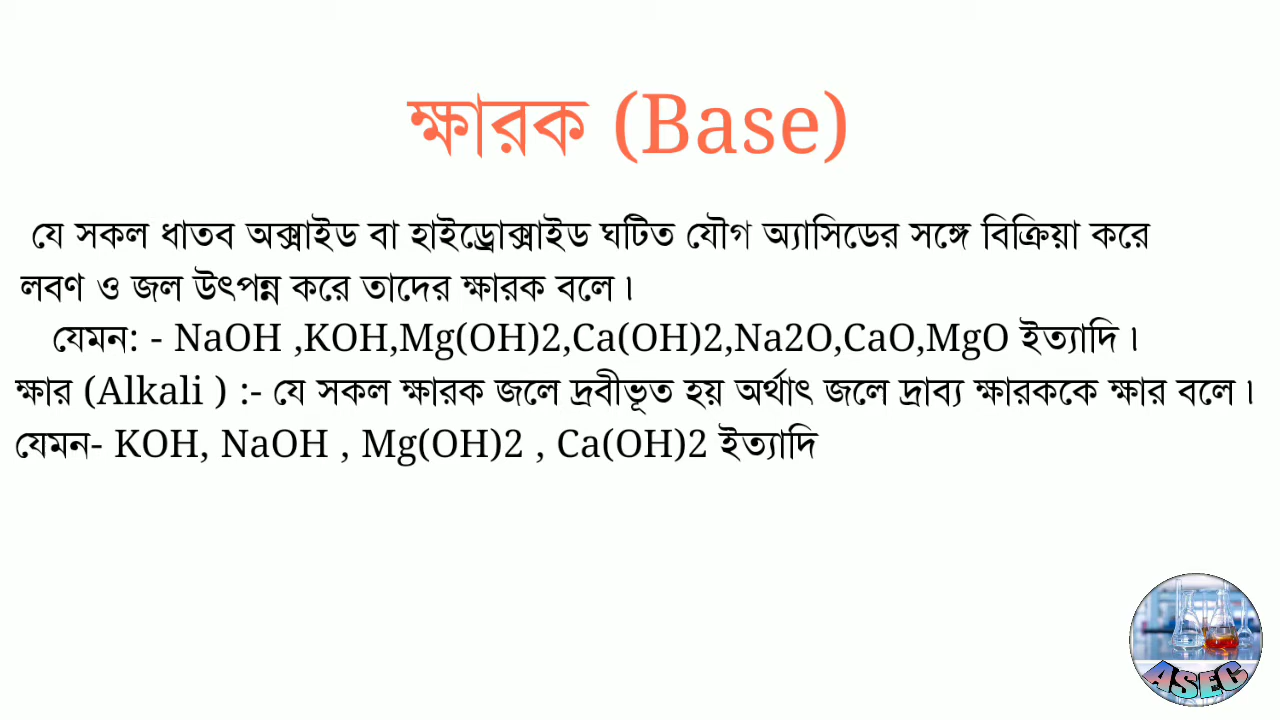 ক্ষারক (Base)
যে সকল ধাতব অক্সাইড বা হাইড্রোক্সাইড ঘটিত যৌগ অ্যাসিডের সঙ্গে বিক্রিয়া করে
লবণ ও জল উৎপন্ন করে তাদের ক্ষারক বলে।
যেমন: - NaOH ,KOH,Mg(OH)2,Ca(OH)2,Na2O,CaO,MgO ইত্যাদি।
ক্ষার (Alkali ) :- যে সকল ক্ষারক জলে দ্রবীভূত হয় অর্থাৎ জলে দ্রাব্য ক্ষারককে ক্ষার বলে।
যেমন- KOH, NaOH , Mg(OH)2 , Ca(OH)2 ইত্যাদি
ASEC